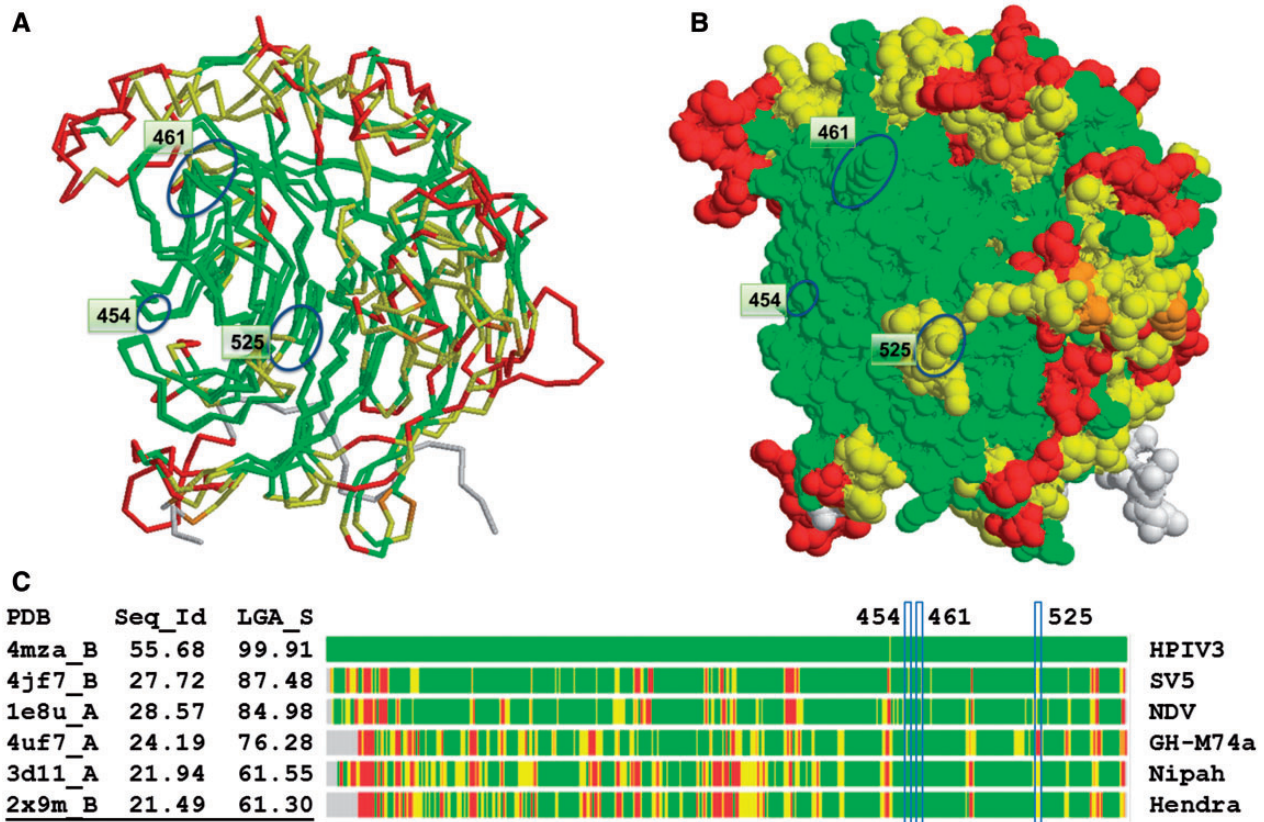 A B
461 461
454 454
525 525
C
PDB Seq_Id LGA_S 454 461 525
4mza_B 55.68 99.91 HPIV3
4jf7_B 27.72 87.48 SV5
1e8u_A 28.57 84.98 NDV
4uf7_A 24.19 76.28 GH-M74a
3d11_A 21.94 61.55 Nipah
2x9m_B 21.49 61.30 Hendra